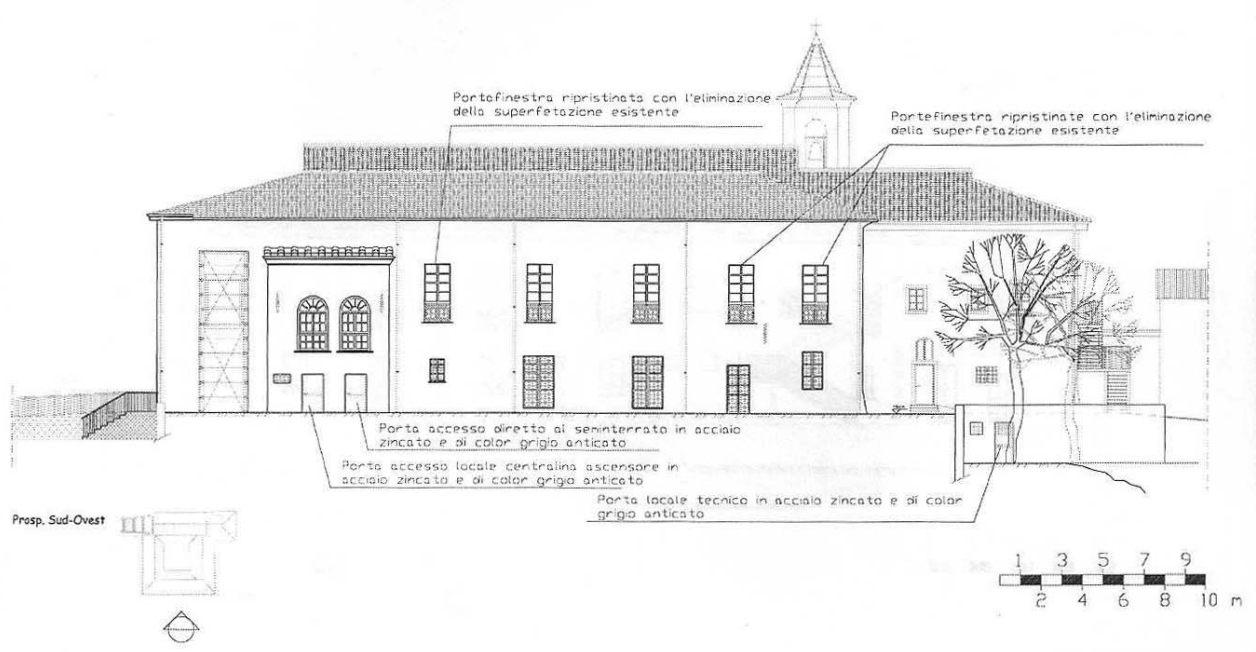 Portafinestra ripristinata con l'eliminazione
della superfetazione esistente
Portefinestra ripristinate con l'eliminazione
della superfetazione esistente
Porta accesso diretto al seminterrato in acciaio
zincato e di color grigio anticato
Porta accesso locale centralina ascensore in
acciaio zincato e di color grigio anticato
Porta locale tecnico in acciaio zincato e di color
grigio anticato
Prosp. Sud-Ovest
1 3 5 7 9
2 4 6 8 10 m